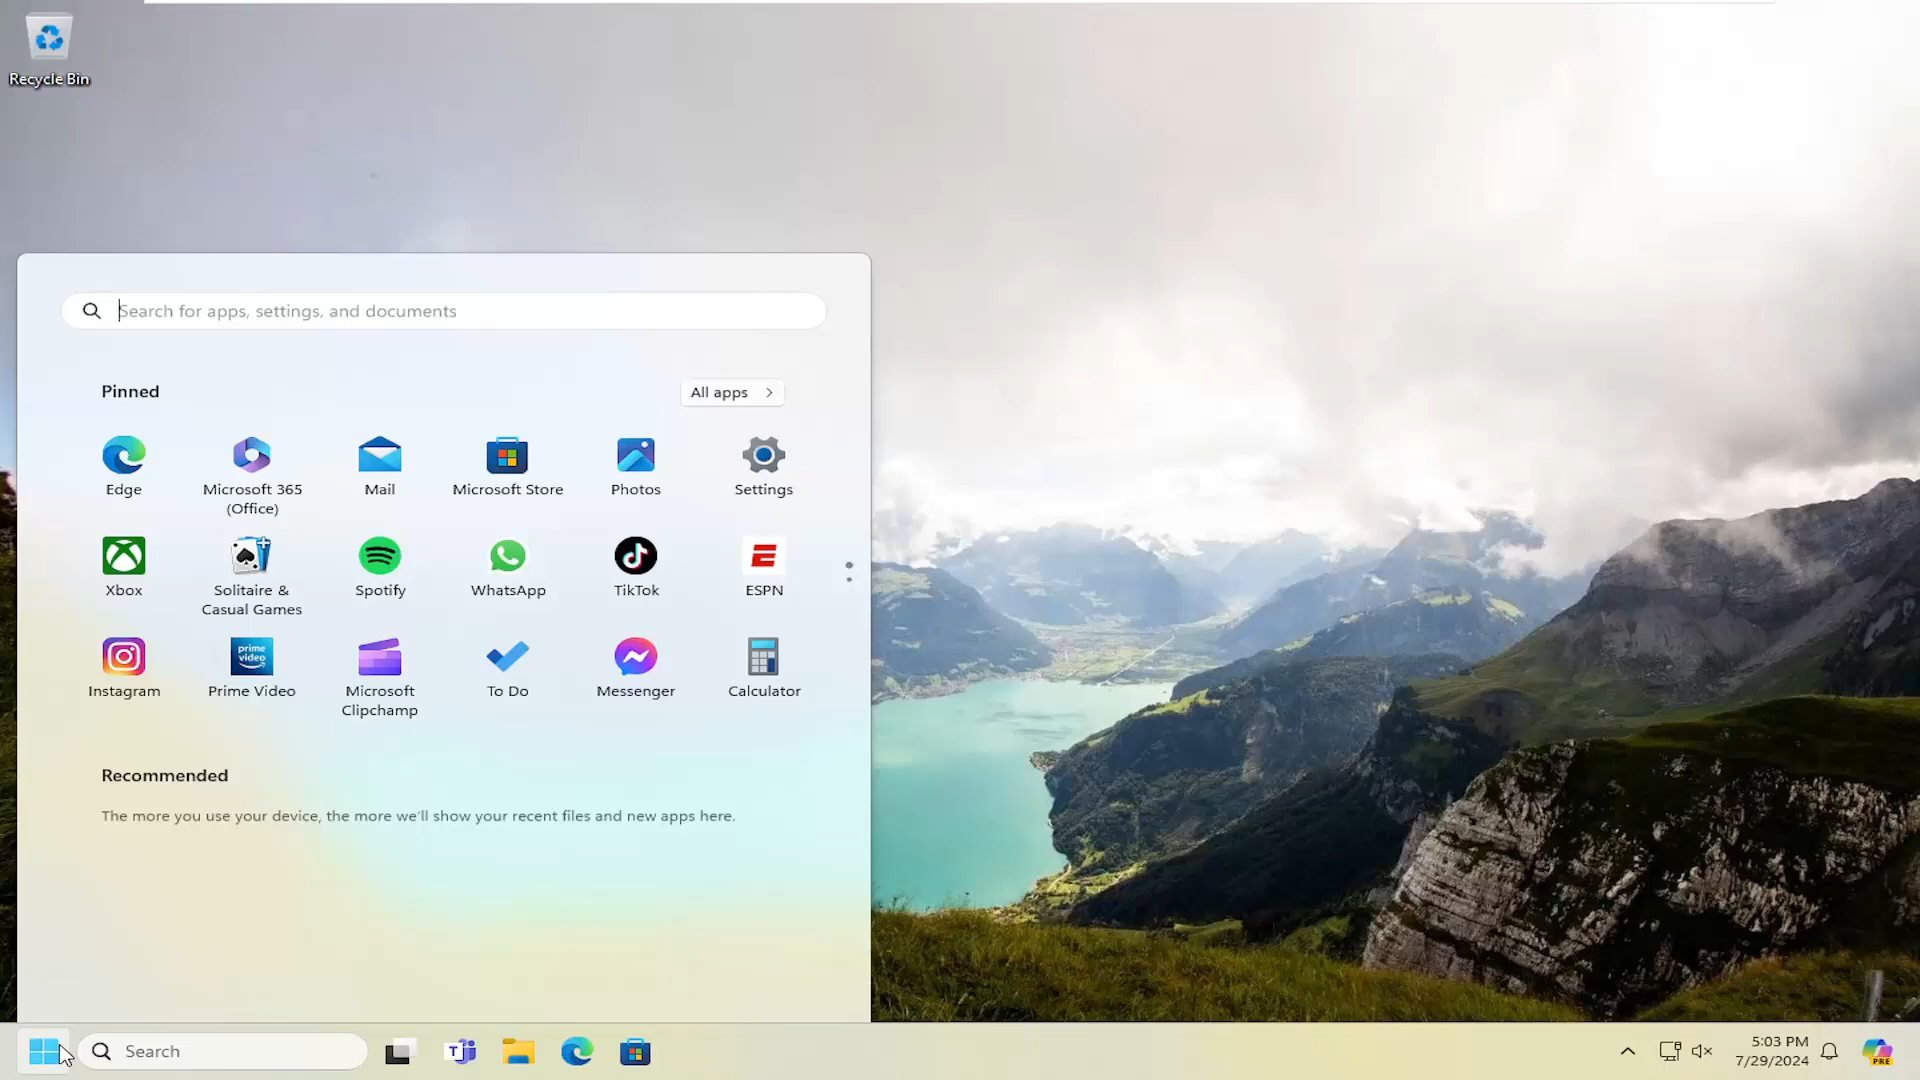 Recycle Bin
Search for apps, settings, and documents
Pinned
All apps
Edge
Microsoft 365
(Office)
Mail
Microsoft Store
Photos
Settings
Xbox
Solitaire &
Casual Games
Spotify
WhatsApp
TikTok
ESPN
prime
video
Instagram
Prime Video
Microsoft
Clipchamp
To Do
Messenger
Calculator
Recommended
The more you use your device, the more we'll show your recent files and new apps here.
Search
5:03 PM
7/29/2024
PRE